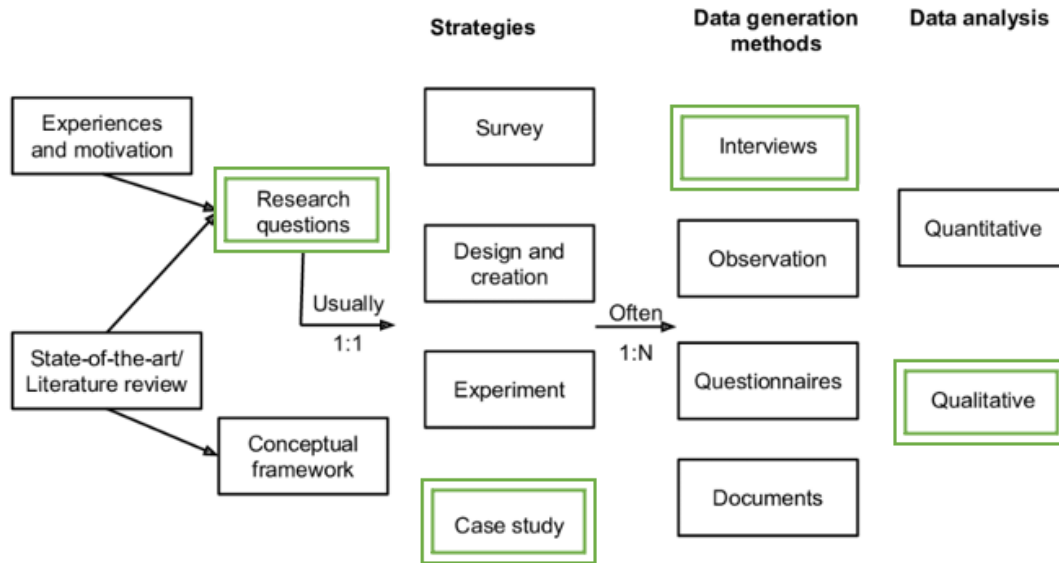 Strategies
Data generation
methods
Data analysis
Experiences
and motivation
Research
questions
State-of-the-art/
Literature review
Conceptual
framework
Usually
1:1
Survey
Design and
creation
Experiment
Case study
Often
1:N
Interviews
Observation
Questionnaires
Documents
Quantitative
Qualitative